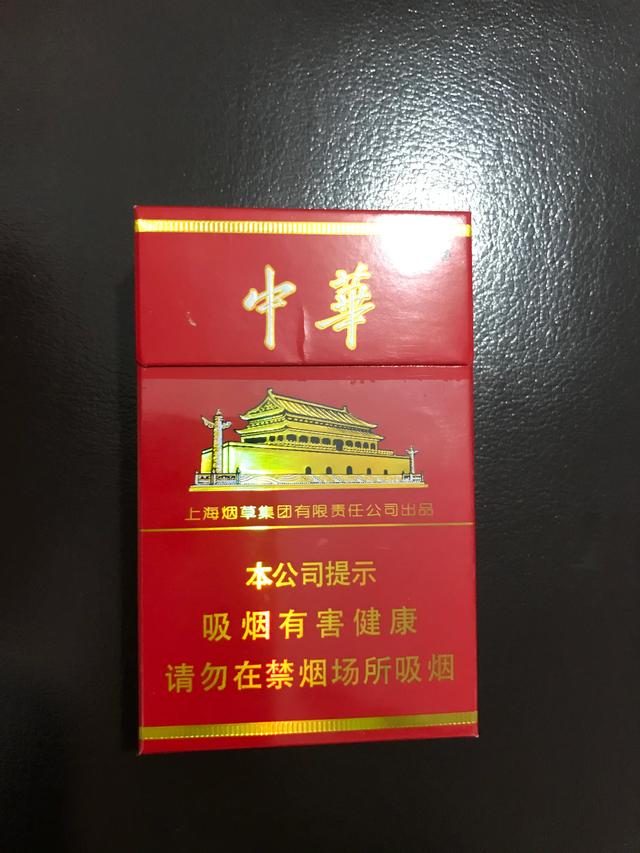 中華
上海烟草集团有限责任公司出品
本公司提示
吸烟有害健康
请勿在禁烟场所吸烟